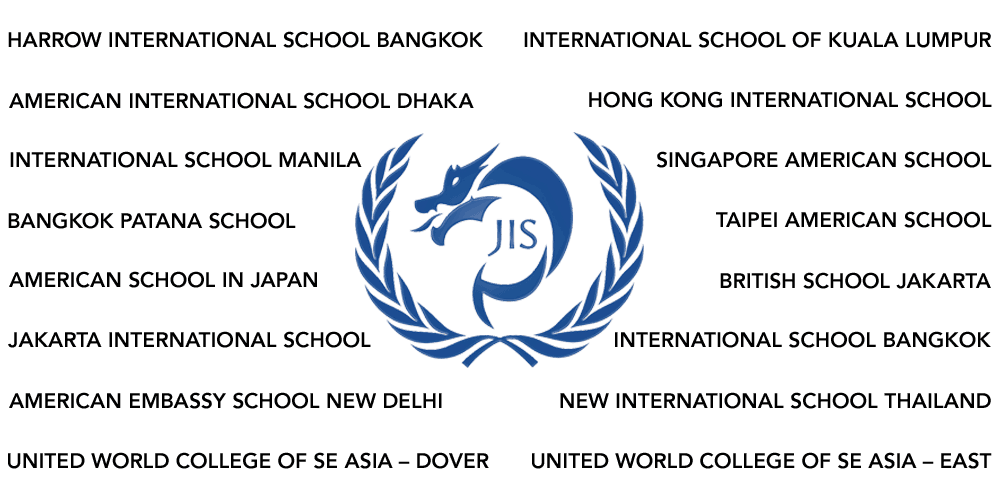 HARROW INTERNATIONAL SCHOOL BANGKOK
INTERNATIONAL SCHOOL OF KUALA LUMPUR
AMERICAN INTERNATIONAL SCHOOL DHAKA
HONG KONG INTERNATIONAL SCHOOL
INTERNATIONAL SCHOOL MANILA
SINGAPORE AMERICAN SCHOOL
BANGKOK PATANA SCHOOL
TAIPEI AMERICAN SCHOOL
JIS
AMERICAN SCHOOL IN JAPAN
BRITISH SCHOOL JAKARTA
JAKARTA INTERNATIONAL SCHOOL
INTERNATIONAL SCHOOL BANGKOK
AMERICAN EMBASSY SCHOOL NEW DELHI
NEW INTERNATIONAL SCHOOL THAILAND
UNITED WORLD COLLEGE OF SE ASIA – DOVER
UNITED WORLD COLLEGE OF SE ASIA – EAST